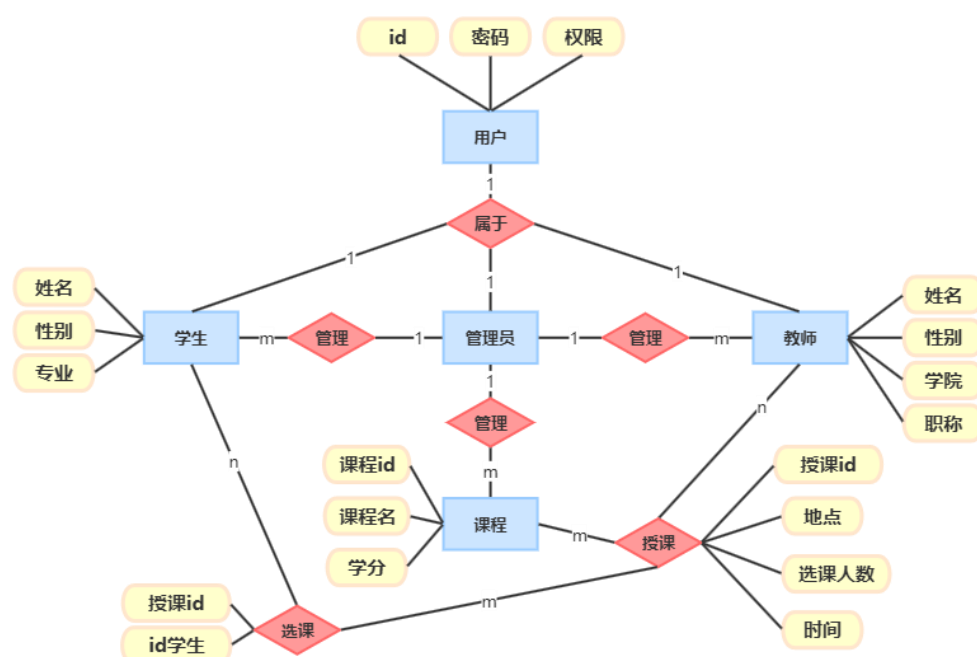 id
密码
权限
用户
1
属于
1
1
1
姓名
性别
专业
学生
m
管理
1
管理员
1
管理
m
教师
姓名
性别
学院
职称
1
管理
m
n
n
课程id
课程名
学分
课程
m
授课
授课id
地点
选课人数
时间
m
授课id
id学生
选课